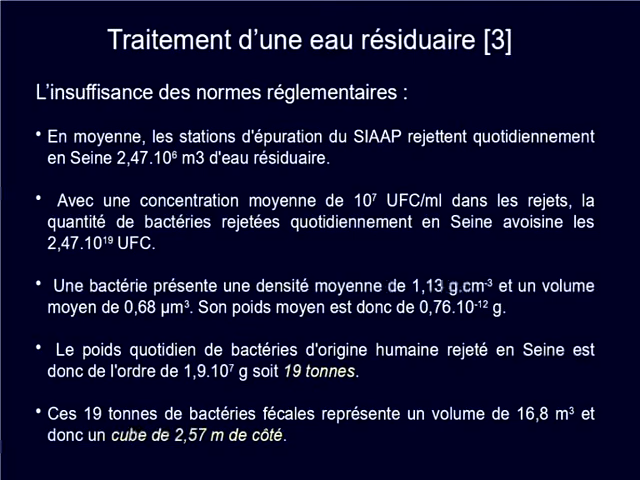 Traitement d’une eau résiduaire [3]
L’insuffisance des normes réglementaires :
• En moyenne, les stations d'épuration du SIAAP rejettent quotidiennement
en Seine 2,47.10⁶ m3 d'eau résiduaire.
• Avec une concentration moyenne de 10⁷ UFC/ml dans les rejets, la
quantité de bactéries rejetées quotidiennement en Seine avoisine les
2,47.10¹⁹ UFC.
• Une bactérie présente une densité moyenne de 1,13 g.cm⁻³ et un volume
moyen de 0,68 µm³. Son poids moyen est donc de 0,76.10⁻¹² g.
• Le poids quotidien de bactéries d'origine humaine rejeté en Seine est
donc de l'ordre de 1,9.10⁷ g soit 19 tonnes.
• Ces 19 tonnes de bactéries fécales représente un volume de 16,8 m³ et
donc un cube de 2,57 m de côté.